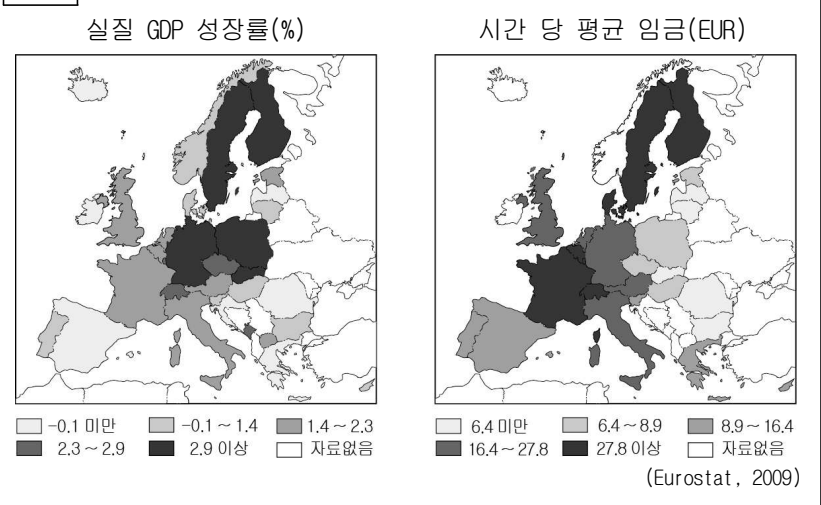 실질 GDP 성장률(%)
시간 당 평균 임금(EUR)
-0.1 미만 -0.1 ~ 1.4 1.4 ~ 2.3
2.3 ~ 2.9 2.9 이상 자료없음
6.4 미만 6.4 ~ 8.9 8.9 ~ 16.4
16.4 ~ 27.8 27.8 이상 자료없음
(Eurostat, 2009)